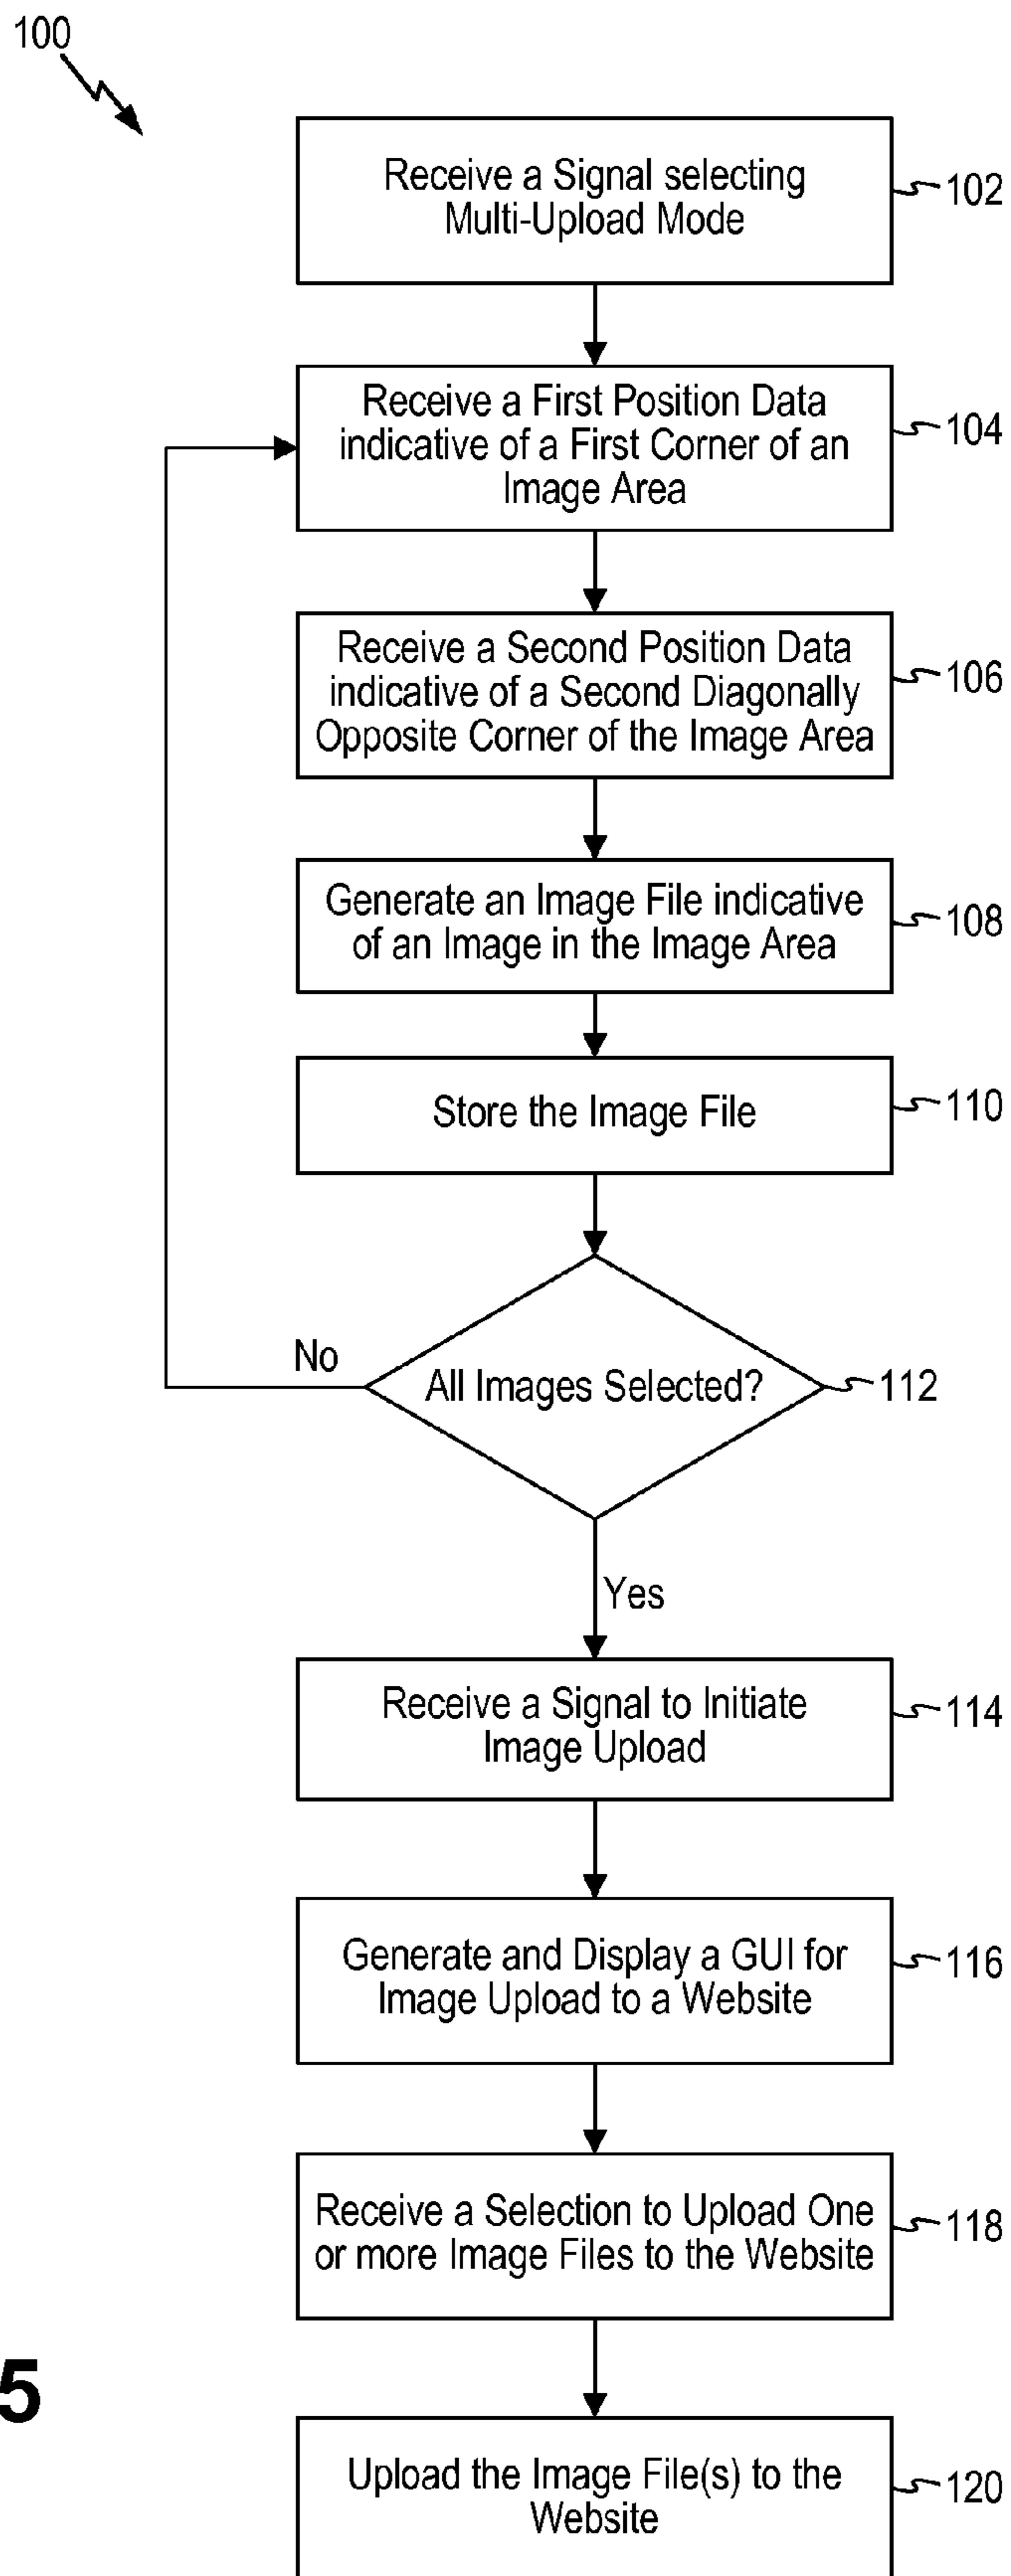 100
Receive a Signal selecting
Multi-Upload Mode
102
Receive a First Position Data
indicative of a First Corner of an
Image Area
104
Receive a Second Position Data
indicative of a Second Diagonally
Opposite Corner of the Image Area
106
Generate an Image File indicative
of an Image in the Image Area
108
Store the Image File
110
No
All Images Selected?
112
Yes
Receive a Signal to Initiate
Image Upload
114
Generate and Display a GUI for
Image Upload to a Website
116
Receive a Selection to Upload One
or more Image Files to the Website
118
5
Upload the Image File(s) to the
Website
120